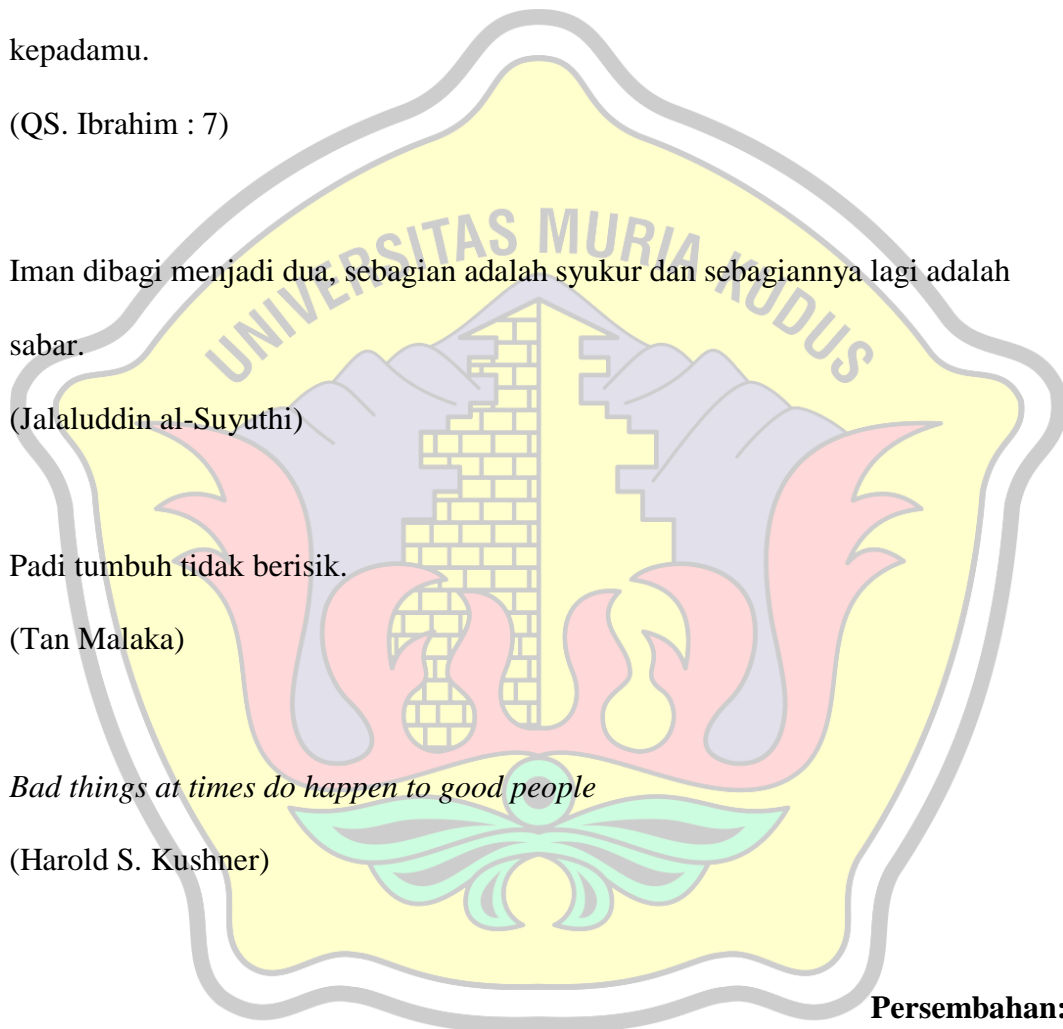 kepadamu.
(QS. Ibrahim : 7)
UNIVERSITAS MURIA KUDUS
Iman dibagi menjadi dua, sebagian adalah syukur dan sebagiannya lagi adalah
sabar.
(Jalaluddin al-Suyuthi)
Padi tumbuh tidak berisik.
(Tan Malaka)
Bad things at times do happen to good people
(Harold S. Kushner)
Persembahan: